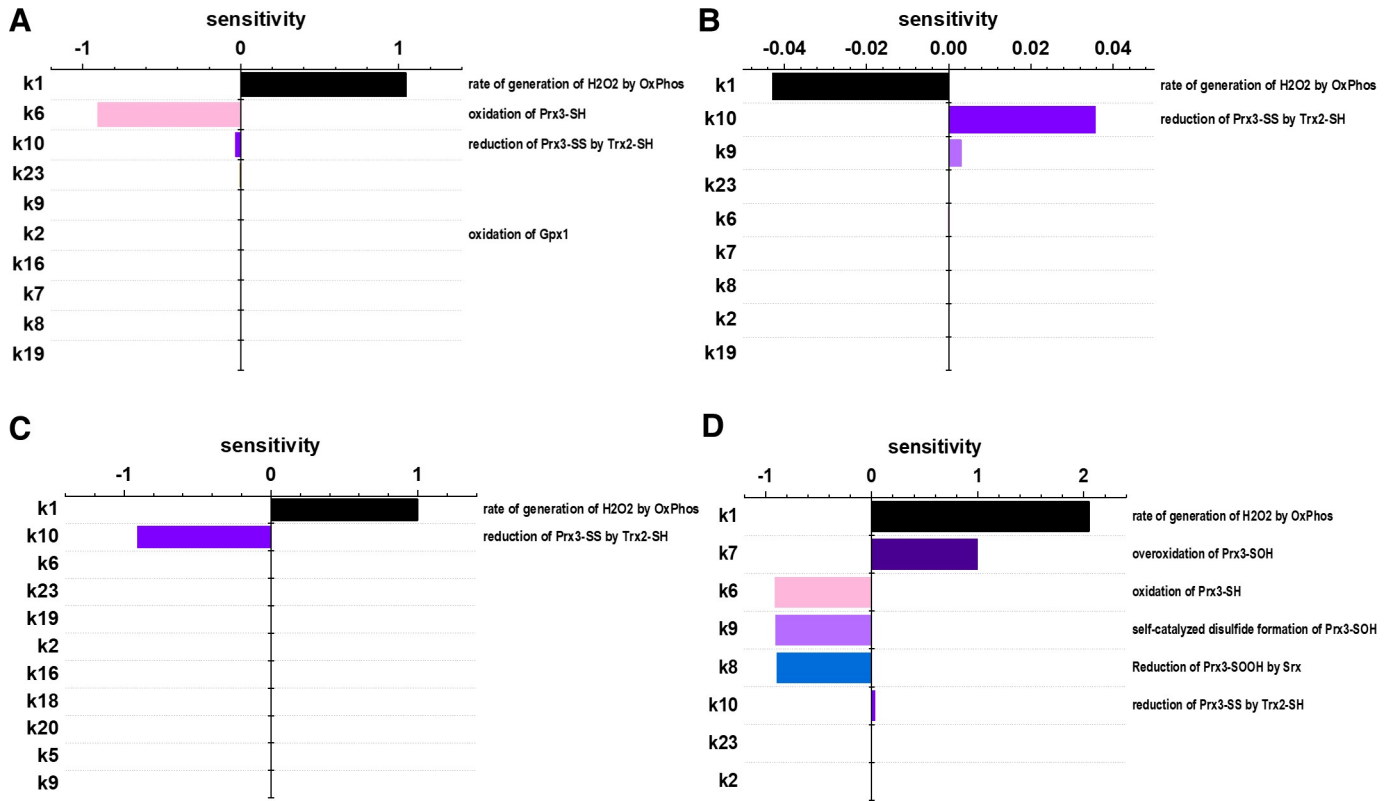 A
sensitivity
-1 0 1
k1 rate of generation of H2O2 by OxPhos
k6 oxidation of Prx3-SH
k10 reduction of Prx3-SS by Trx2-SH
k23
k9
k2 oxidation of Gpx1
k16
k7
k8
k19
B
sensitivity
-0.04 -0.02 0.00 0.02 0.04
k1 rate of generation of H2O2 by OxPhos
k10 reduction of Prx3-SS by Trx2-SH
k9
k23
k6
k7
k8
k2
k19
C
sensitivity
-1 0 1
k1 rate of generation of H2O2 by OxPhos
k10 reduction of Prx3-SS by Trx2-SH
k6
k23
k19
k2
k16
k18
k20
k5
k9
D
sensitivity
-1 0 1 2
k1 rate of generation of H2O2 by OxPhos
k7 overoxidation of Prx3-SOH
k6 oxidation of Prx3-SH
k9 self-catalyzed disulfide formation of Prx3-SOH
k8 Reduction of Prx3-SOOH by Srx
k10 reduction of Prx3-SS by Trx2-SH
k23
k2